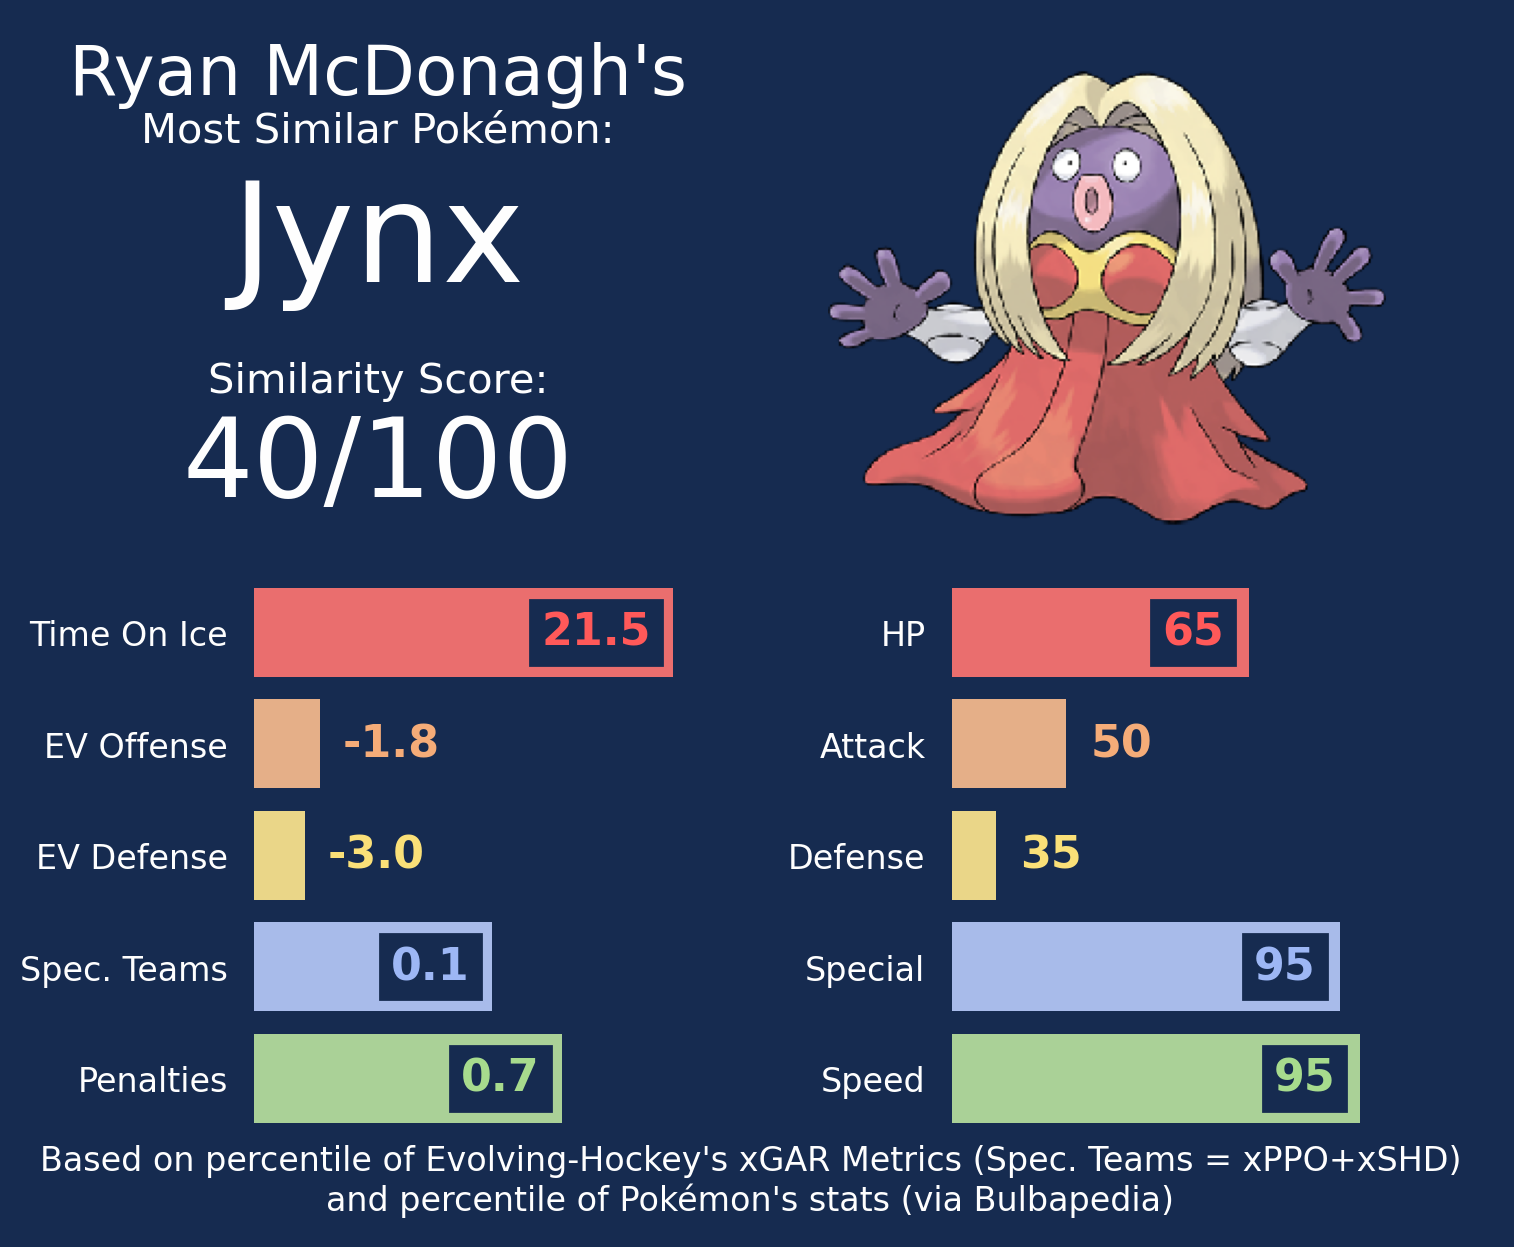 Ryan McDonagh's
Most Similar Pokémon:
Jynx
Similarity Score:
40/100
Time On Ice 21.5
EV Offense -1.8
EV Defense -3.0
Spec. Teams 0.1
Penalties 0.7
HP 65
Attack 50
Defense 35
Special 95
Speed 95
Based on percentile of Evolving-Hockey's xGAR Metrics (Spec. Teams = xPPO+xSHD)
and percentile of Pokémon's stats (via Bulbapedia)